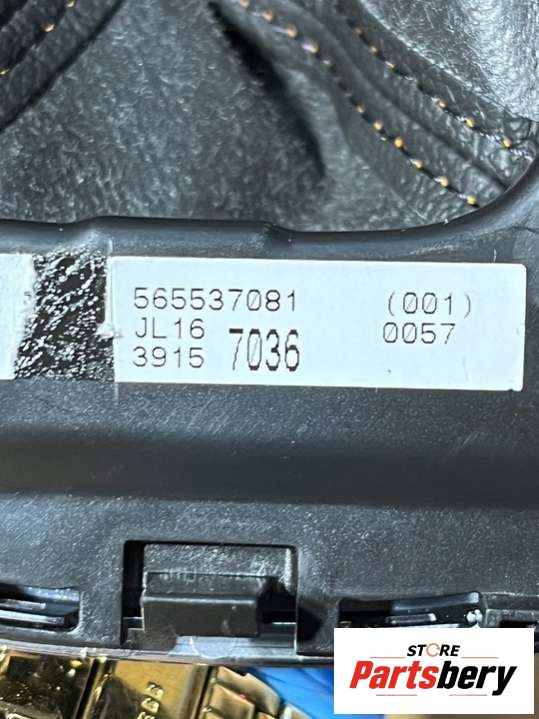 565537081 (001)
JL16 7036 0057
3915
STORE
Partsbery